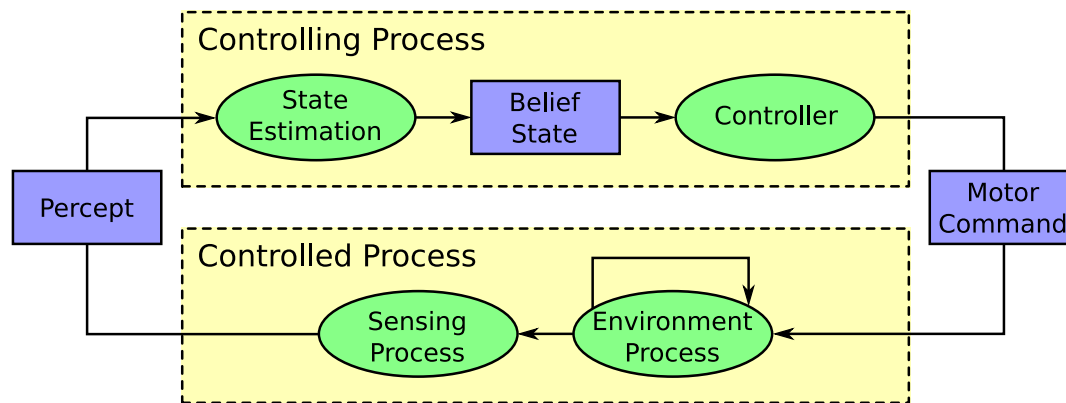 Controlling Process
State
Estimation
Belief
State
Controller
Percept
Motor
Command
Controlled Process
Sensing
Process
Environment
Process